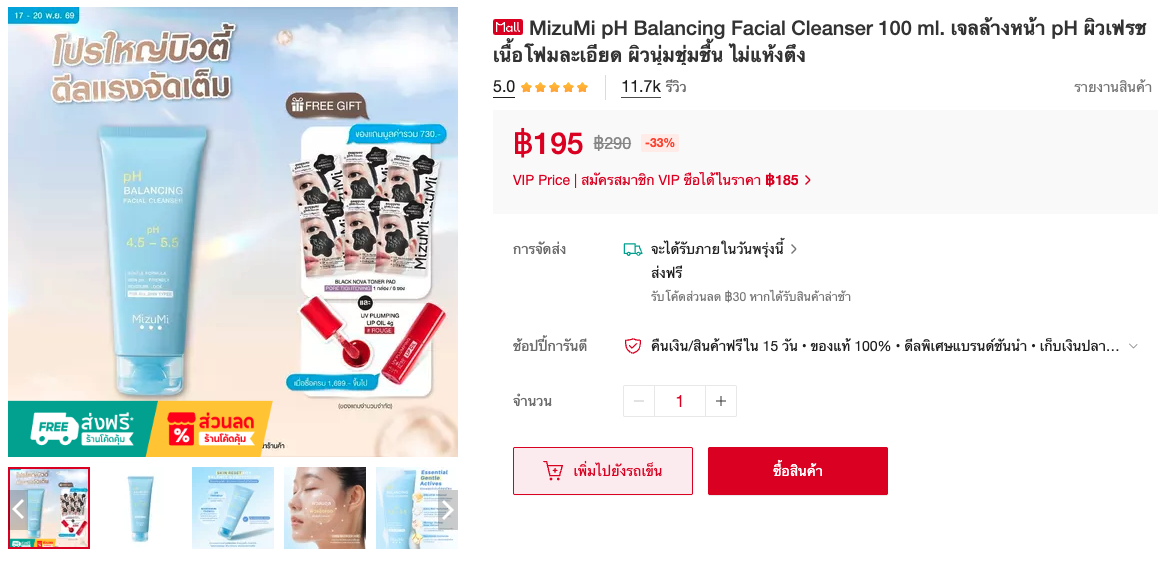 17 - 20 พ.ย. 69
โปรใหญ่บิวตี้
ดีลแรงจัดเต็ม
FREE GIFT
ของแถมมูลค่ารวม 730.-
pH
BALANCING
FACIAL CLEANSER
pH
4.5 – 5.5
GENTLE FORMULA
FOR ALL SKIN TYPES
MizuMi
MizuMi
BLACK NOVA TONER PAD
PORE TIGHTENING 1 กล่อง / 6 ซอง
และ
UV PLUMPING
LIP OIL 4g
# ROUGE
เมื่อซื้อครบ 1,699.- ขึ้นไป
(ของแถมจำนวนจำกัด)
FREE ส่งฟรี*
ร้านโค้ดคุ้ม
% ส่วนลด
ร้านโค้ดคุ้ม
Essential
Gentle
Actives
Mall MizuMi pH Balancing Facial Cleanser 100 ml. เจลล้างหน้า pH ผิวเฟรช
เนื้อโฟมละเอียด ผิวนุ่มชุ่มชื้น ไม่แห้งตึง
5.0 11.7k รีวิว รายงานสินค้า
฿195 ฿290 -33%
VIP Price | สมัครสมาชิก VIP ซื้อได้ในราคา ฿185
การจัดส่ง จะได้รับภายในวันพรุ่งนี้
ส่งฟรี
รับโค้ดส่วนลด ฿30 หากได้รับสินค้าล่าช้า
ช้อปปี้การันตี คืนเงิน/สินค้าฟรีใน 15 วัน • ของแท้ 100% • ดีลพิเศษแบรนด์ชั้นนำ • เก็บเงินปลา...
จำนวน 1
เพิ่มไปยังรถเข็น ซื้อสินค้า